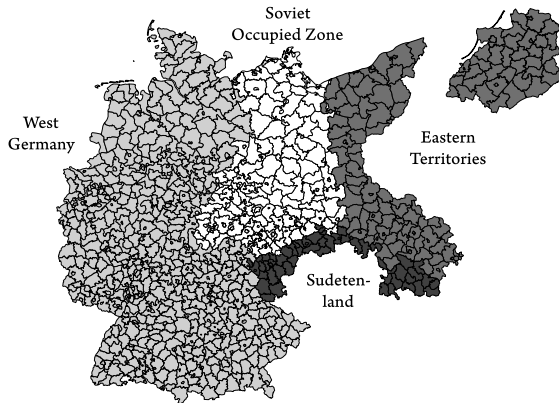 Soviet
Occupied Zone
West
Germany
Eastern
Territories
Sudeten-
land